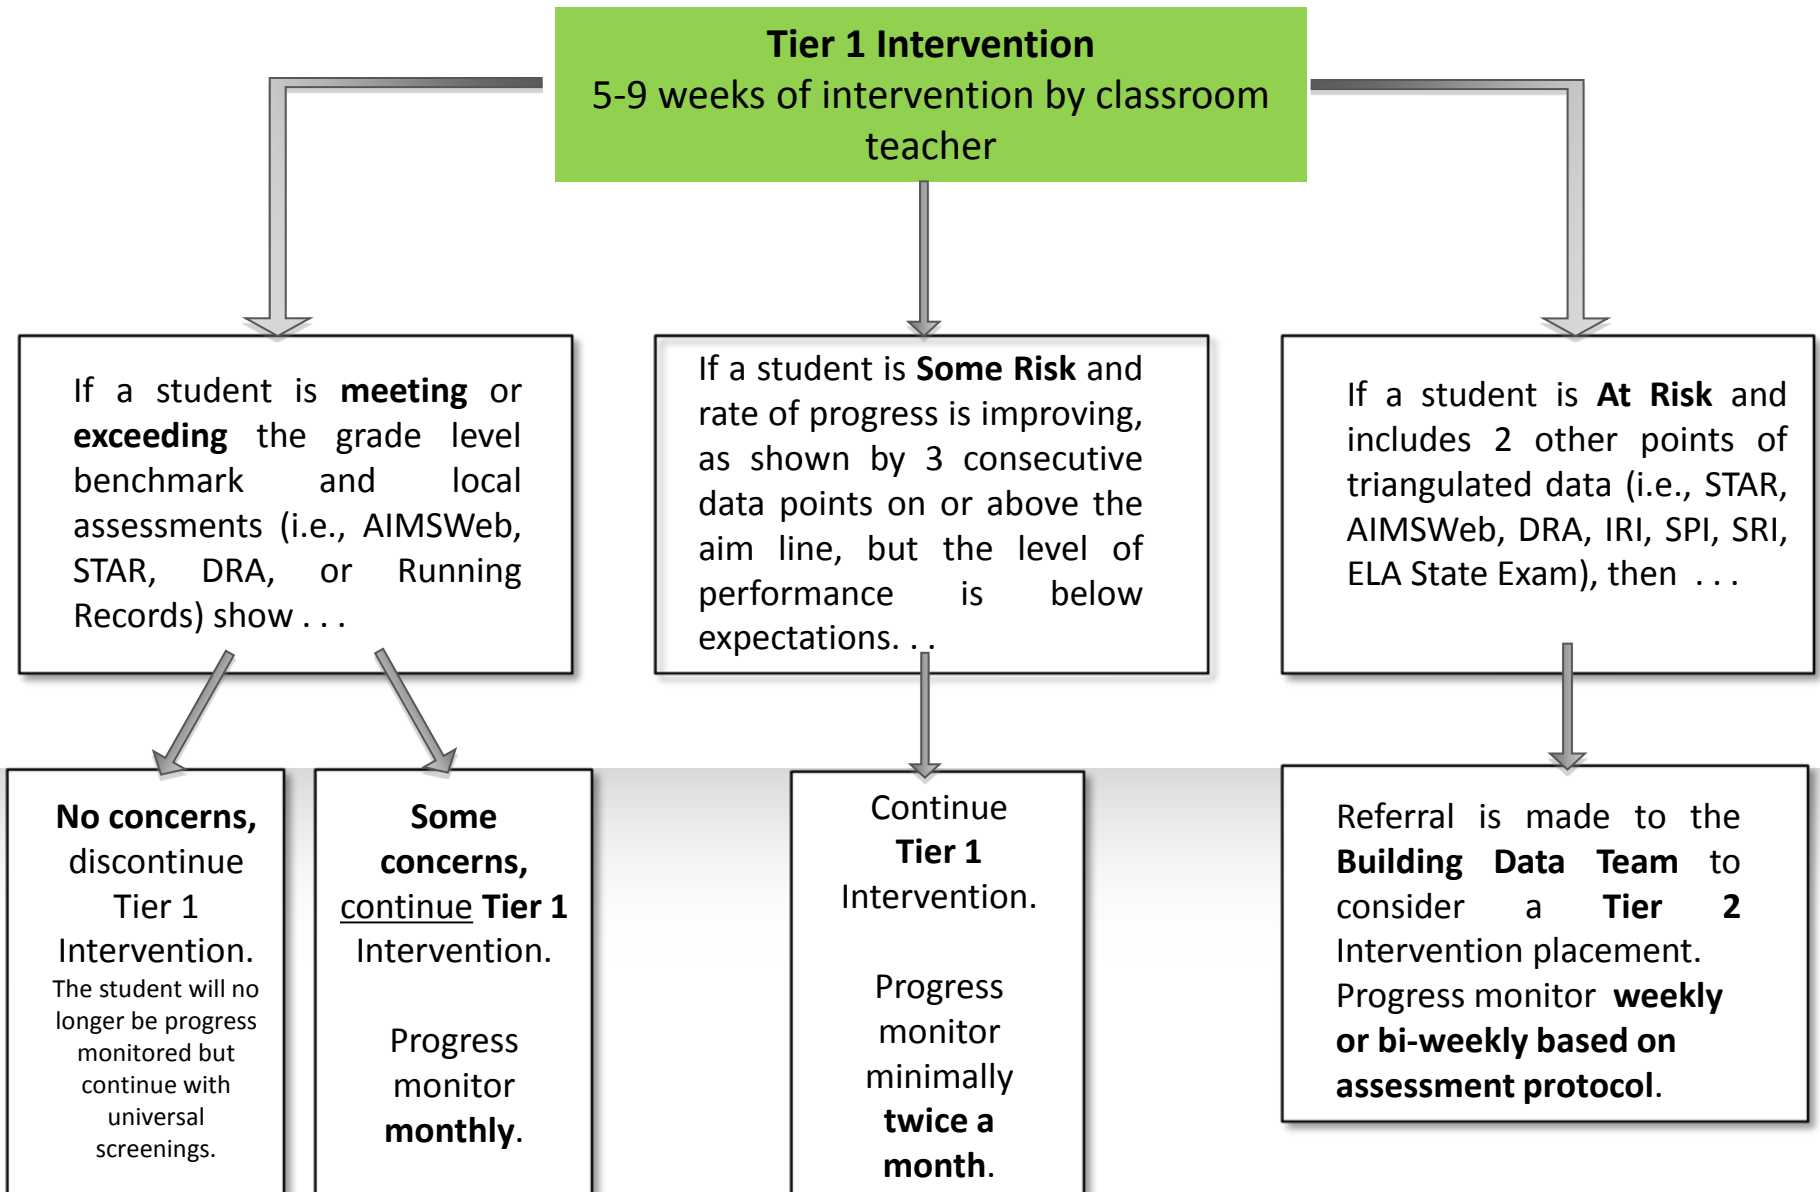 Tier 1 Intervention
5-9 weeks of intervention by classroom
teacher
If a student is meeting or
exceeding the grade level
benchmark and local
assessments (i.e., AIMSWeb,
STAR, DRA, or Running
Records) show . . .
If a student is Some Risk and
rate of progress is improving,
as shown by 3 consecutive
data points on or above the
aim line, but the level of
performance is below
expectations. . .
If a student is At Risk and
includes 2 other points of
triangulated data (i.e., STAR,
AIMSWeb, DRA, IRI, SPI, SRI,
ELA State Exam), then . . .
No concerns,
discontinue
Tier 1
Intervention.
The student will no
longer be progress
monitored but
continue with
universal
screenings.
Some
concerns,
continue Tier 1
Intervention.
Progress
monitor
monthly.
Continue
Tier 1
Intervention.
Progress
monitor
minimally
twice a
month.
Referral is made to the
Building Data Team to
consider a Tier 2
Intervention placement.
Progress monitor weekly
or bi-weekly based on
assessment protocol.